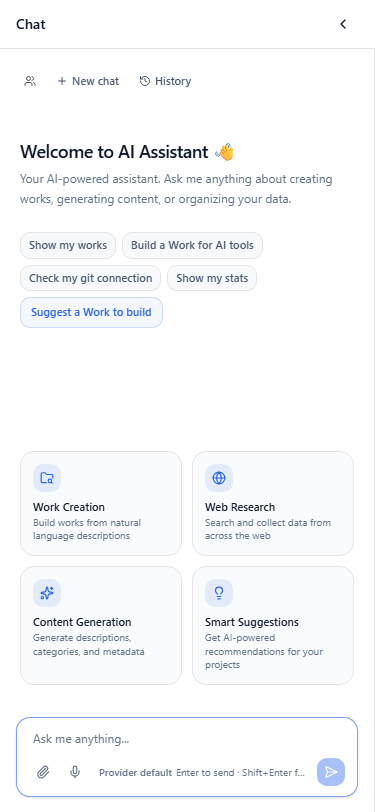 Chat
New chat
History
Welcome to AI Assistant 👋
Your AI-powered assistant. Ask me anything about creating
works, generating content, or organizing your data.
Show my works
Build a Work for AI tools
Check my git connection
Show my stats
Suggest a Work to build
Work Creation
Build works from natural
language descriptions
Web Research
Search and collect data from
across the web
Content Generation
Generate descriptions,
categories, and metadata
Smart Suggestions
Get AI-powered
recommendations for your
projects
Ask me anything...
Provider default Enter to send · Shift+Enter f...